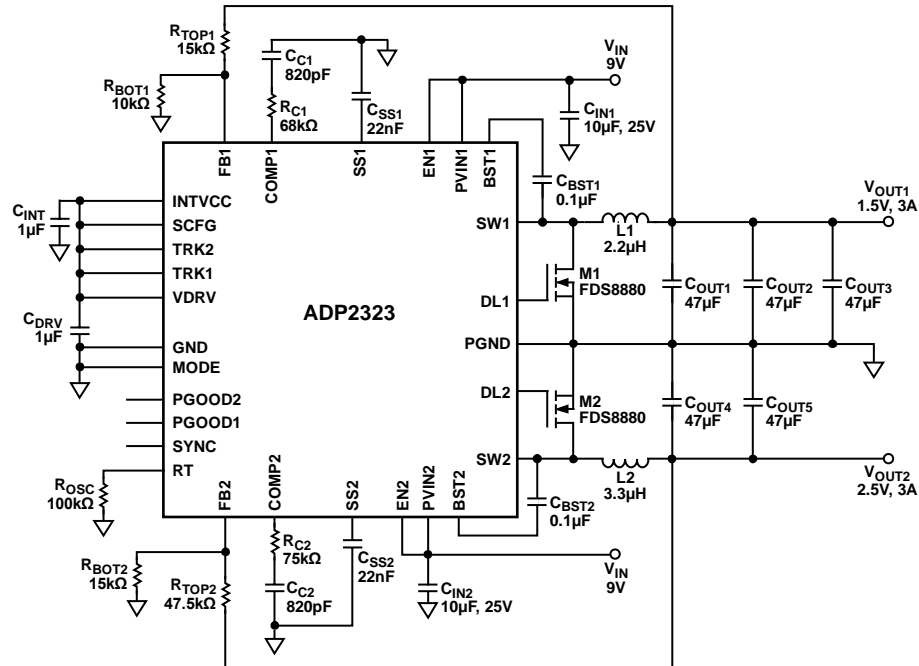 RTOP1
15kΩ
CC1
820pF
VIN
9V
RBOT1
10kΩ
RC1
68kΩ
CSS1
22nF
CIN1
10µF, 25V
FB1
COMP1
SS1
EN1
PVIN1
BST1
CBST1
0.1µF
CINT
1µF
INTVCC
SCFG
TRK2
TRK1
VDRV
CDRV
1µF
GND
MODE
PGOOD2
PGOOD1
SYNC
RT
ROSC
100kΩ
ADP2323
SW1
DL1
PGND
DL2
SW2
L1
2.2µH
VOUT1
1.5V, 3A
M1
FDS8880
COUT1
47µF
COUT2
47µF
COUT3
47µF
M2
FDS8880
COUT4
47µF
COUT5
47µF
L2
3.3µH
VOUT2
2.5V, 3A
FB2
COMP2
SS2
EN2
PVIN2
BST2
CBST2
0.1µF
RBOT2
15kΩ
RTOP2
47.5kΩ
RC2
75kΩ
CC2
820pF
CSS2
22nF
CIN2
10µF, 25V
VIN
9V